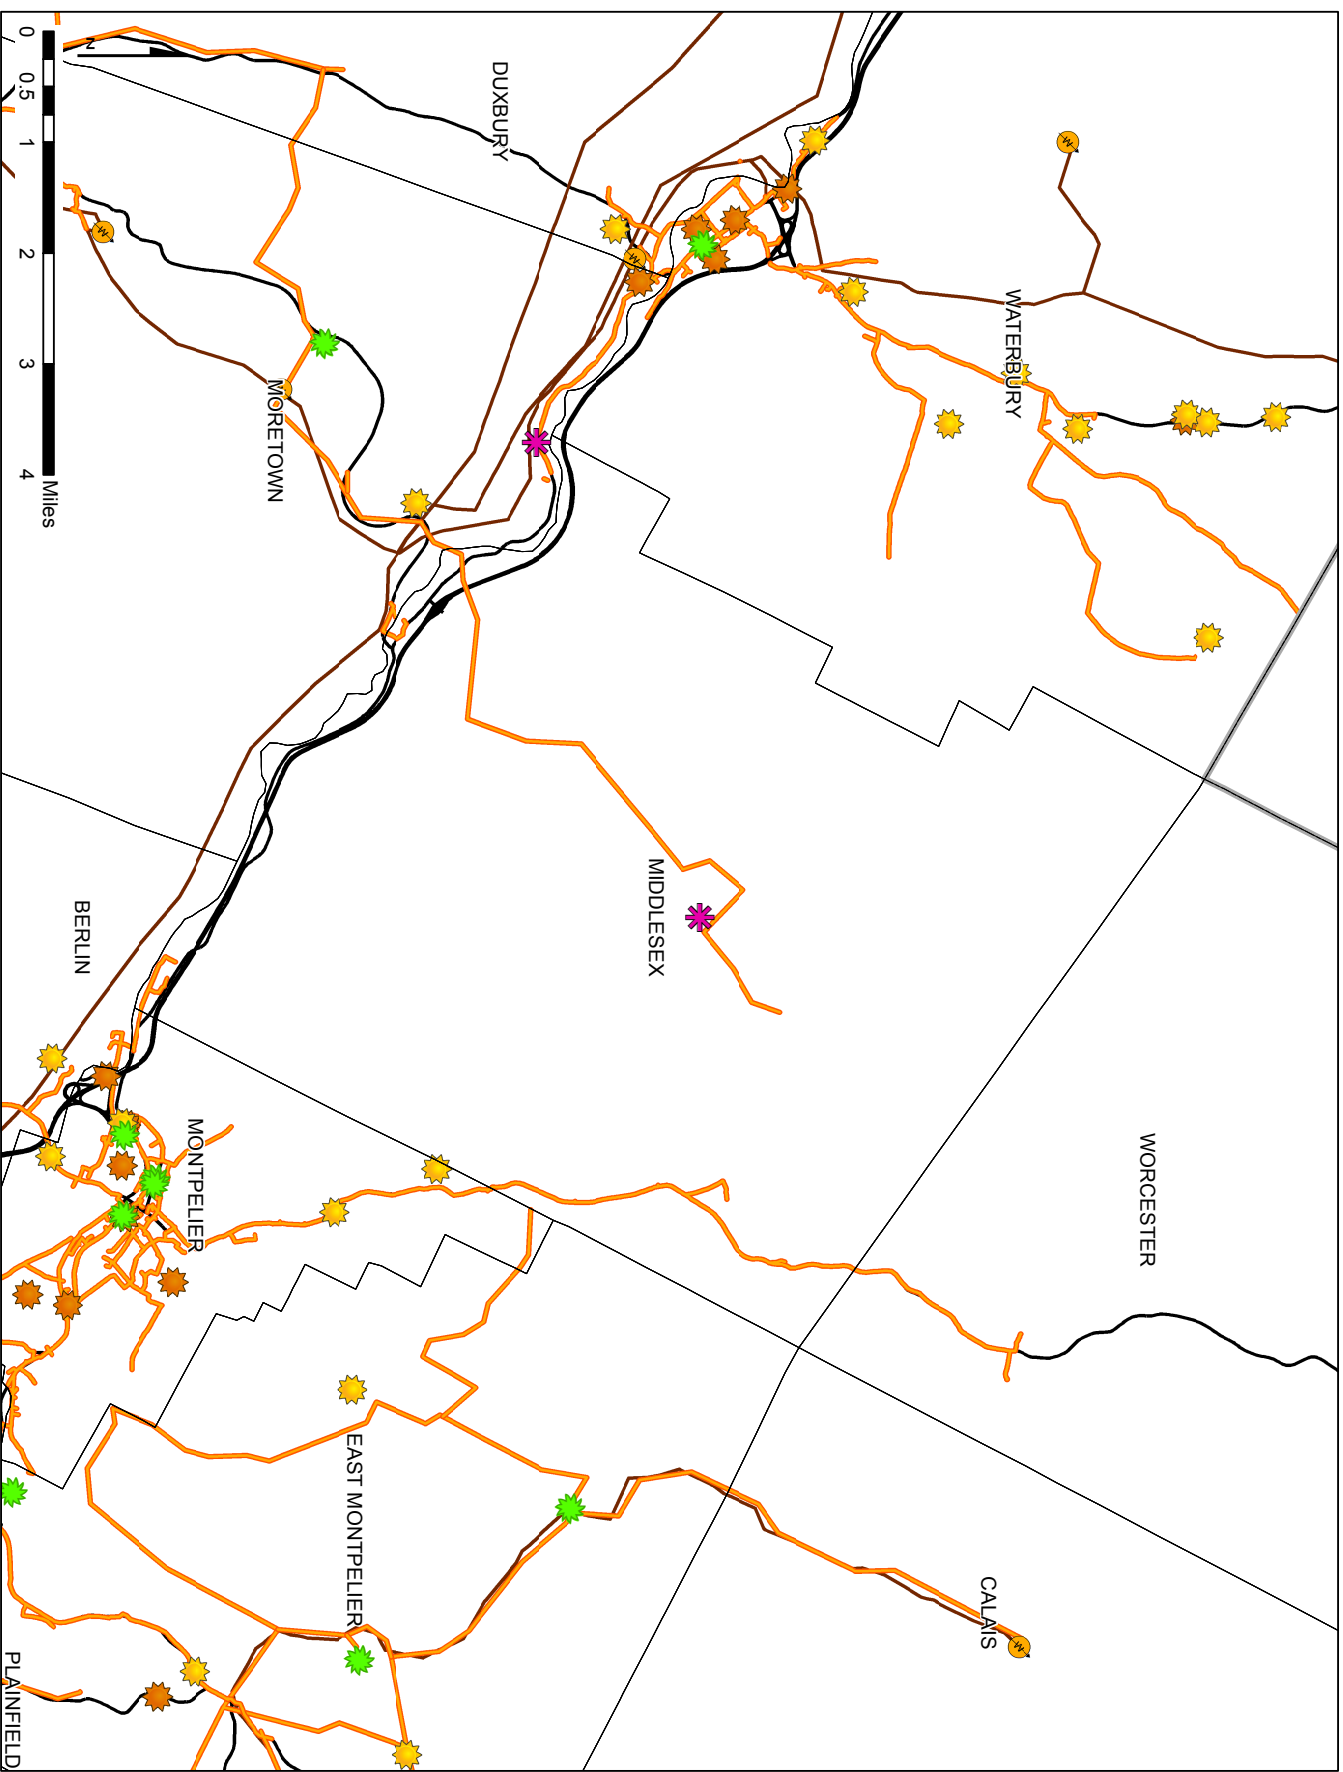 WORCESTER
CALAIS
WATERBURY
MIDDLESEX
DUXBURY
EAST MONTPELIER
MORETOWN
MONTPELIER
BERLIN
PLAINFIELD
N
0 0.5 1 2 3 4
Miles